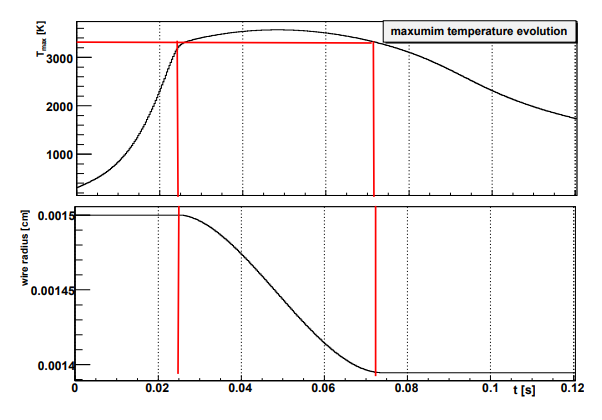 maxumim temperature evolution
T_max [K]
3000
2000
1000
wire radius [cm]
0.0015
0.00145
0.0014
0 0.02 0.04 0.06 0.08 0.1 0.12
t [s]